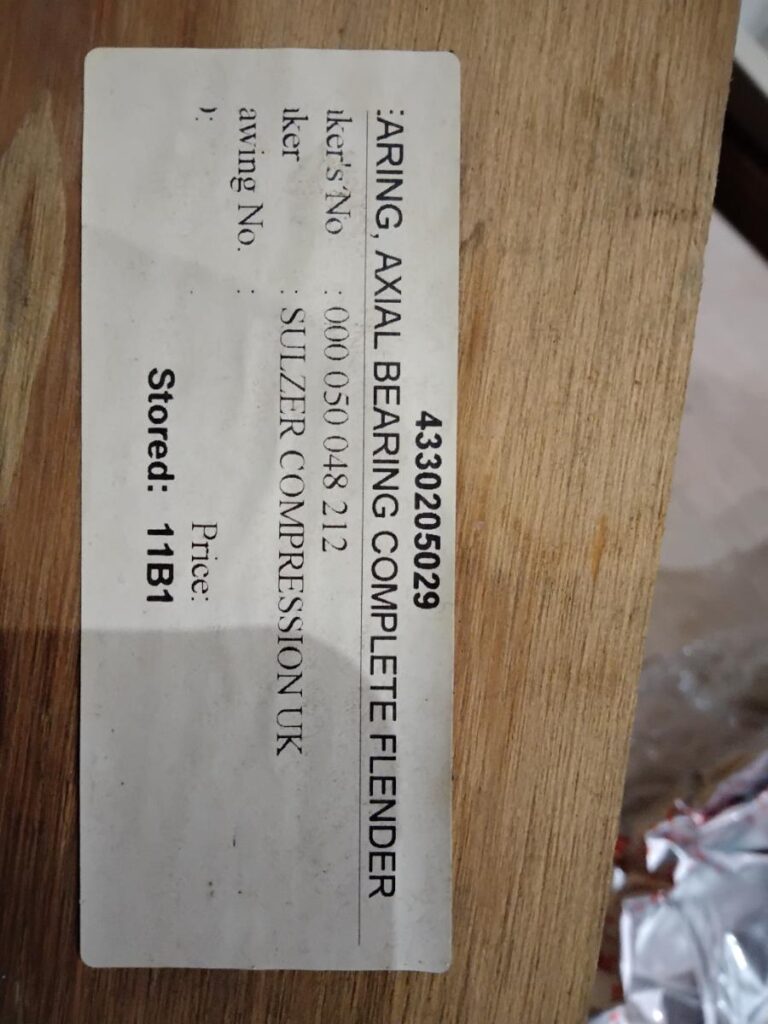 4330205029
:ARING, AXIAL BEARING COMPLETE FLENDER
ıker's No : 000 050 048 212
ıker : SULZER COMPRESSION UK
awing No. :
): Price:
Stored: 11B1